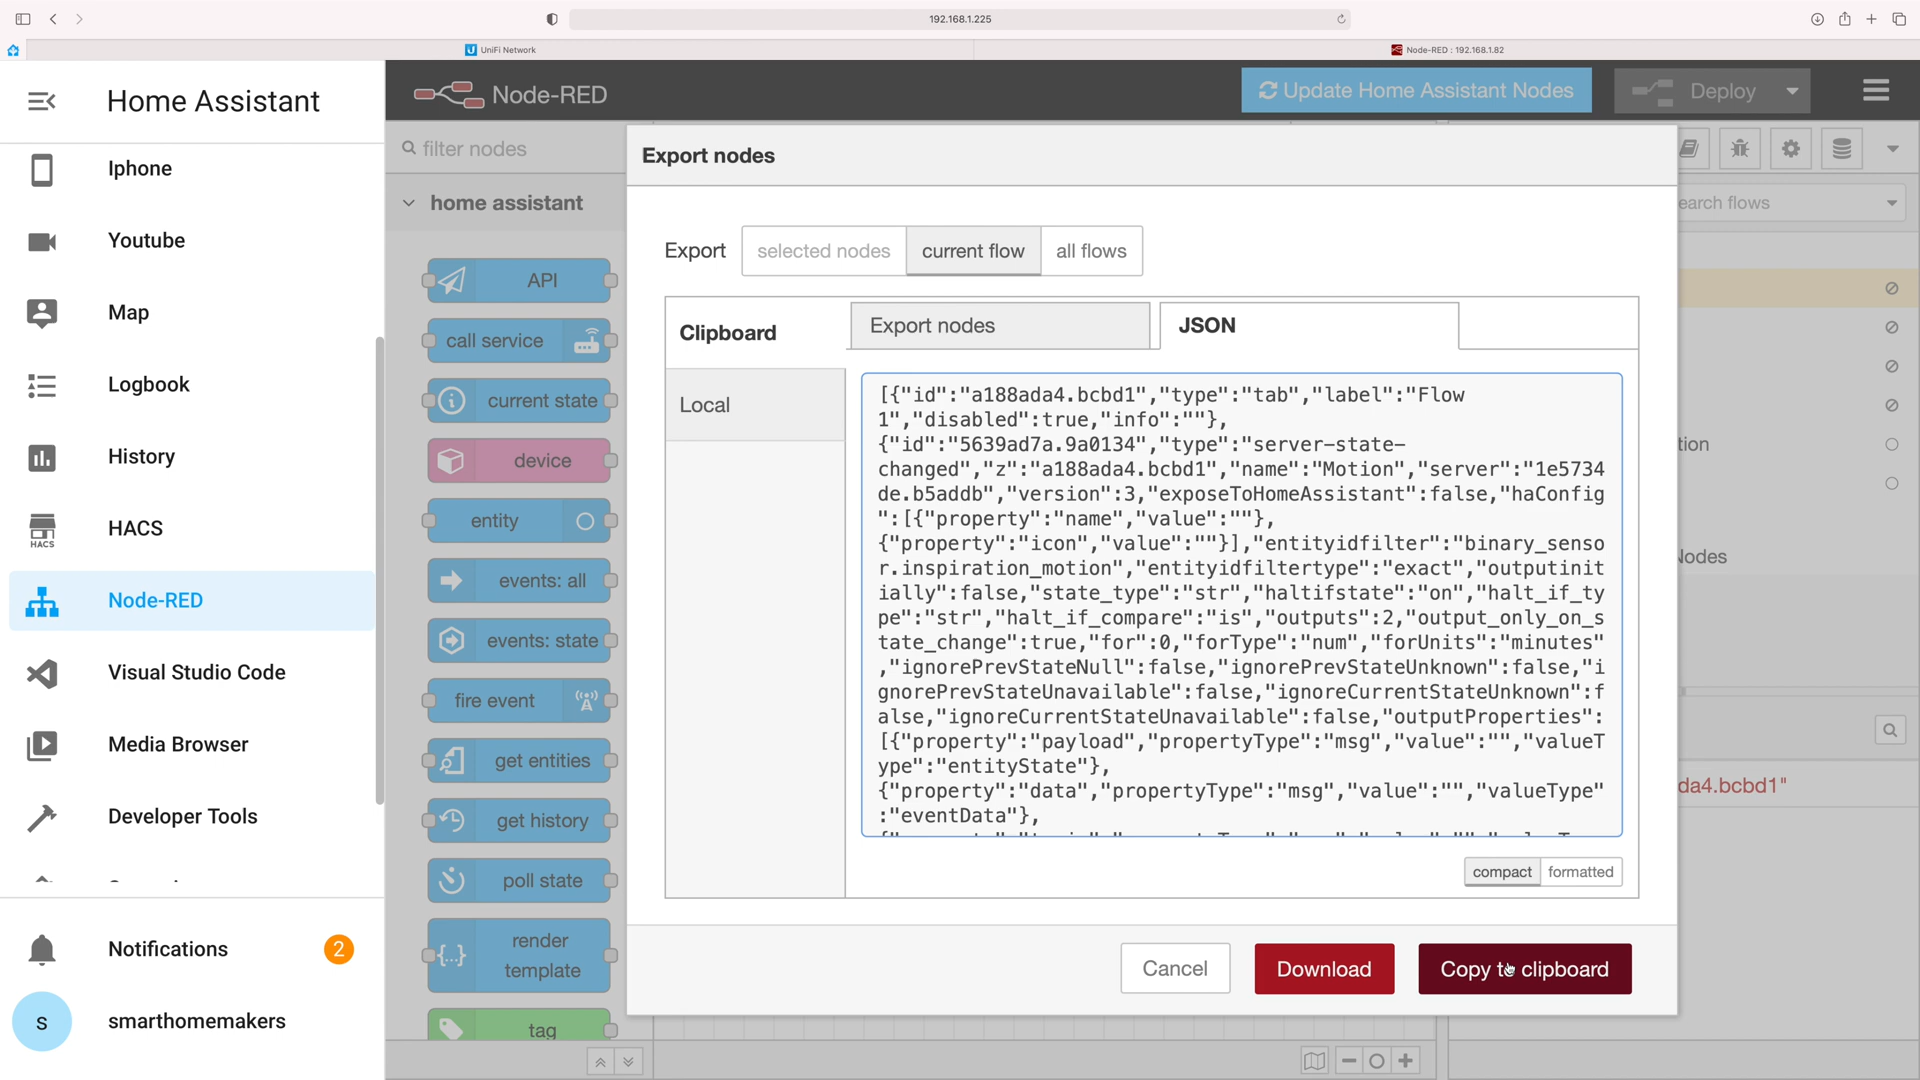 192.168.1.225
UniFi Network
Node-RED : 192.168.1.82
Home Assistant
Iphone
Youtube
Map
Logbook
History
HACS
HACS
Node-RED
Visual Studio Code
Media Browser
Developer Tools
Notifications
2
s
smarthomemakers
Node-RED
Update Home Assistant Nodes
Deploy
filter nodes
home assistant
API
call service
current state
device
entity
events: all
events: state
fire event
get entities
get history
poll state
render
template
tag
Export nodes
Export
selected nodes
current flow
all flows
Clipboard
Local
Export nodes
JSON
[{"id":"a188ada4.bcbd1","type":"tab","label":"Flow
1","disabled":true,"info":""},
{"id":"5639ad7a.9a0134","type":"server-state-
changed","z":"a188ada4.bcbd1","name":"Motion","server":"1e5734
de.b5addb","version":3,"exposeToHomeAssistant":false,"haConfig
":[{"property":"name","value":""},
{"property":"icon","value":""}],"entityidfilter":"binary_senso
r.inspiration_motion","entityidfiltertype":"exact","outputinit
ially":false,"state_type":"str","haltifstate":"on","halt_if_ty
pe":"str","halt_if_compare":"is","outputs":2,"output_only_on_s
tate_change":true,"for":0,"forType":"num","forUnits":"minutes"
,"ignorePrevStateNull":false,"ignorePrevStateUnknown":false,"i
gnorePrevStateUnavailable":false,"ignoreCurrentStateUnknown":f
alse,"ignoreCurrentStateUnavailable":false,"outputProperties":
[{"property":"payload","propertyType":"msg","value":"","valueT
ype":"entityState"},
{"property":"data","propertyType":"msg","value":"","valueType"
:"eventData"},
compact
formatted
Cancel
Download
Copy to clipboard
earch flows
tion
Nodes
da4.bcbd1"